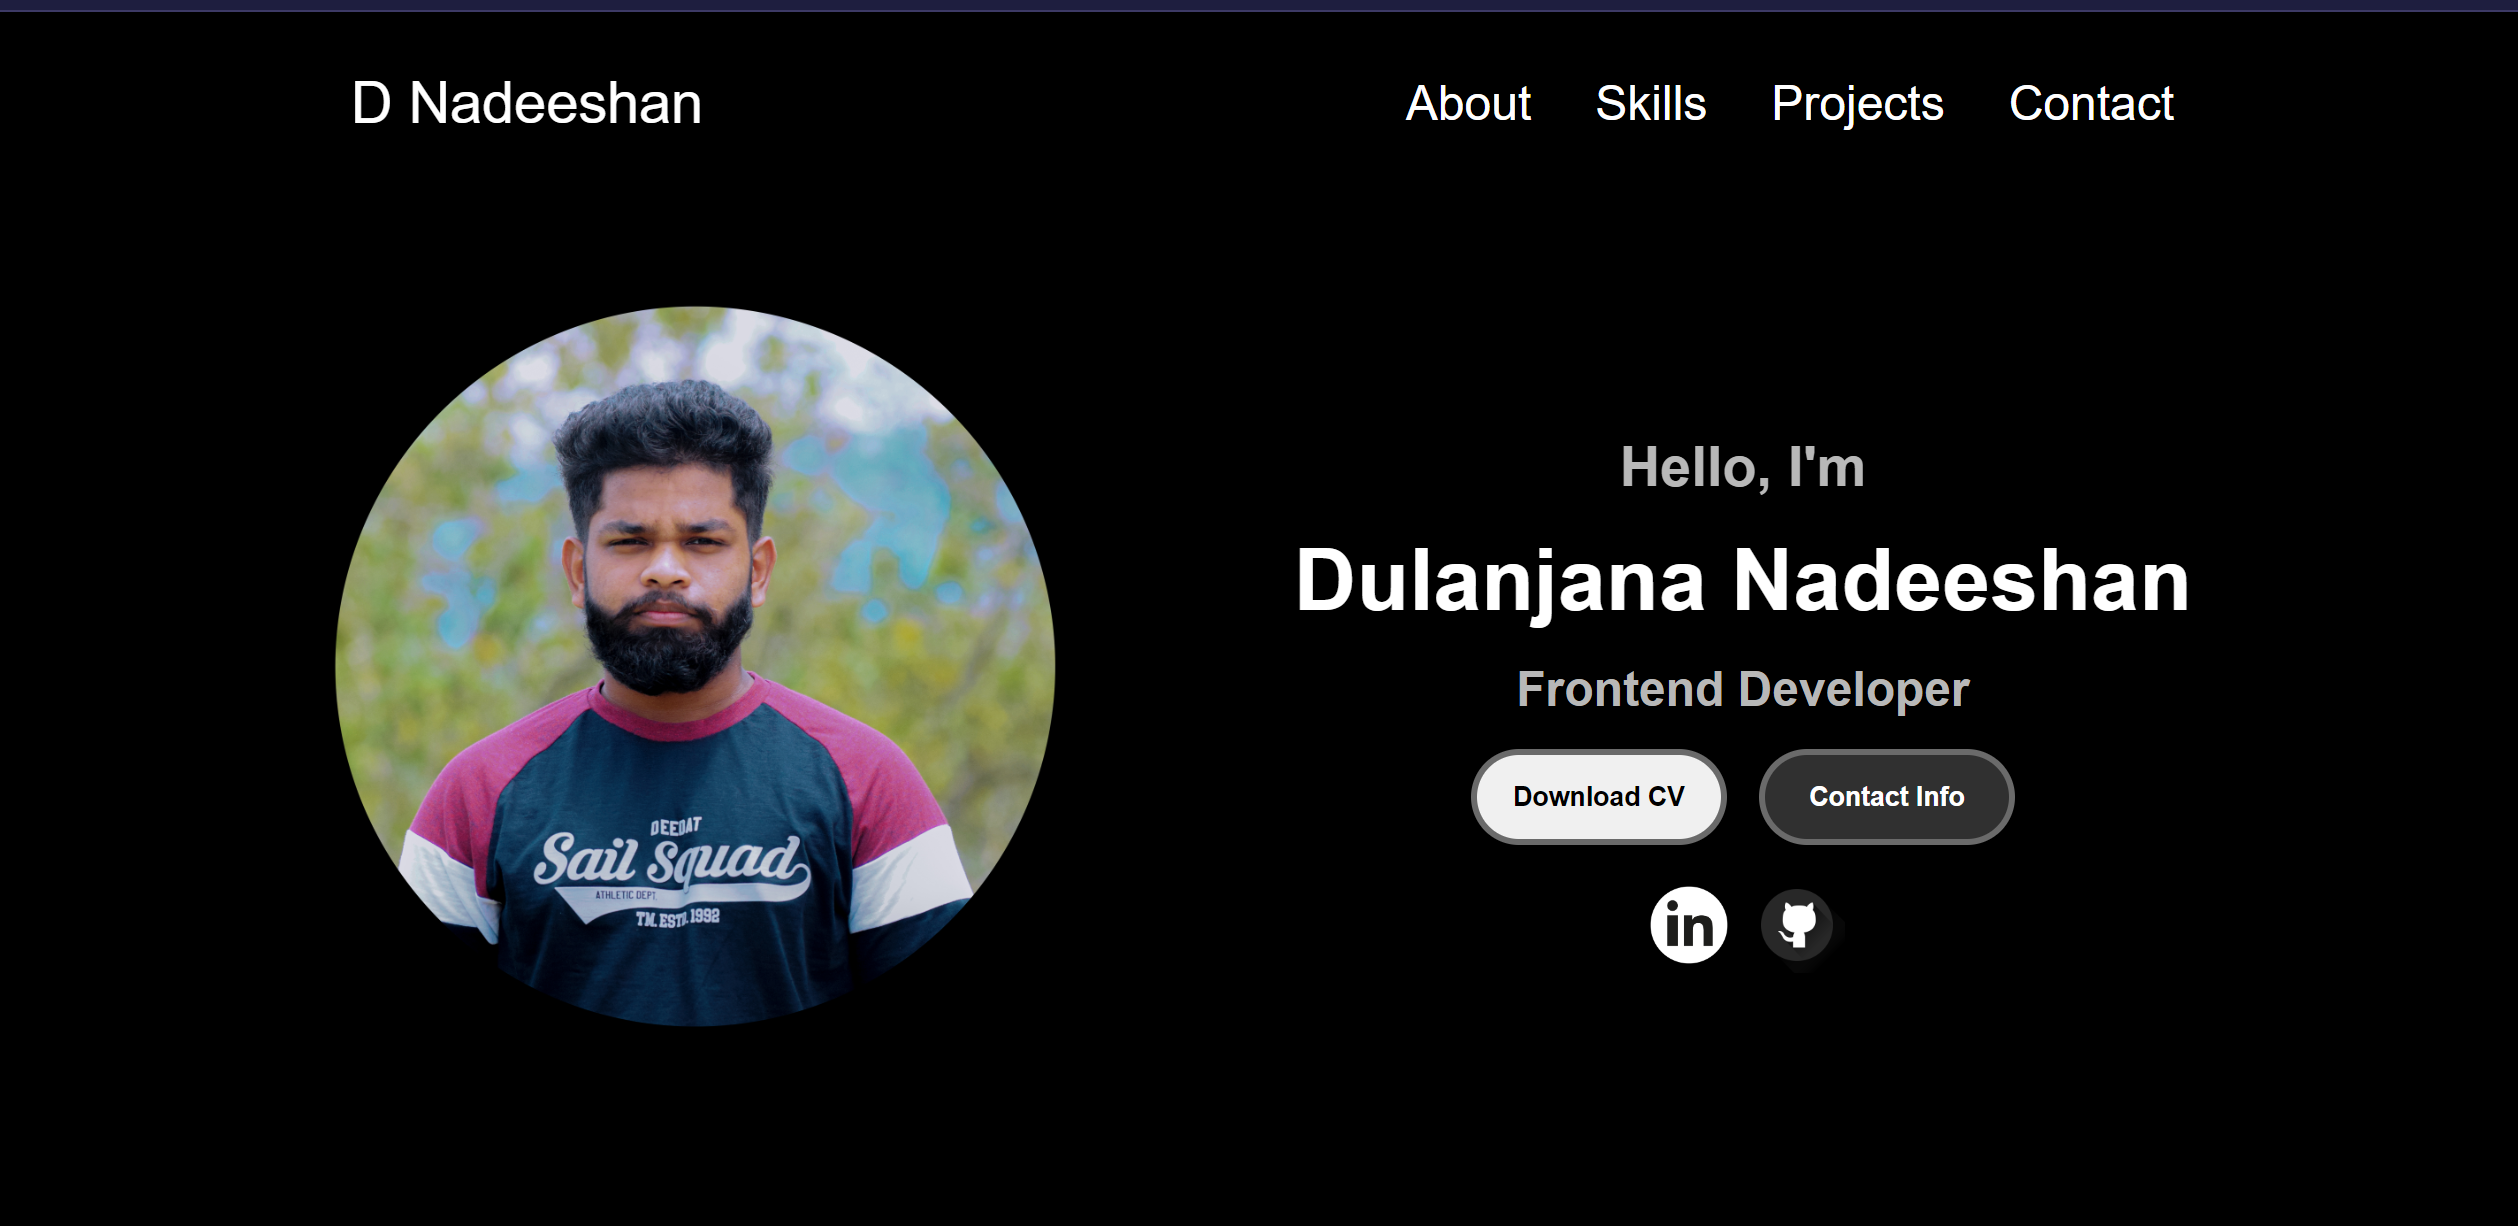 D Nadeeshan
About Skills Projects Contact
Hello, I'm
Dulanjana Nadeeshan
Frontend Developer
Download CV
Contact Info
in
DEEDAT
Sail Squad
ATHLETIC DEPT.
TM. ESTD. 1992